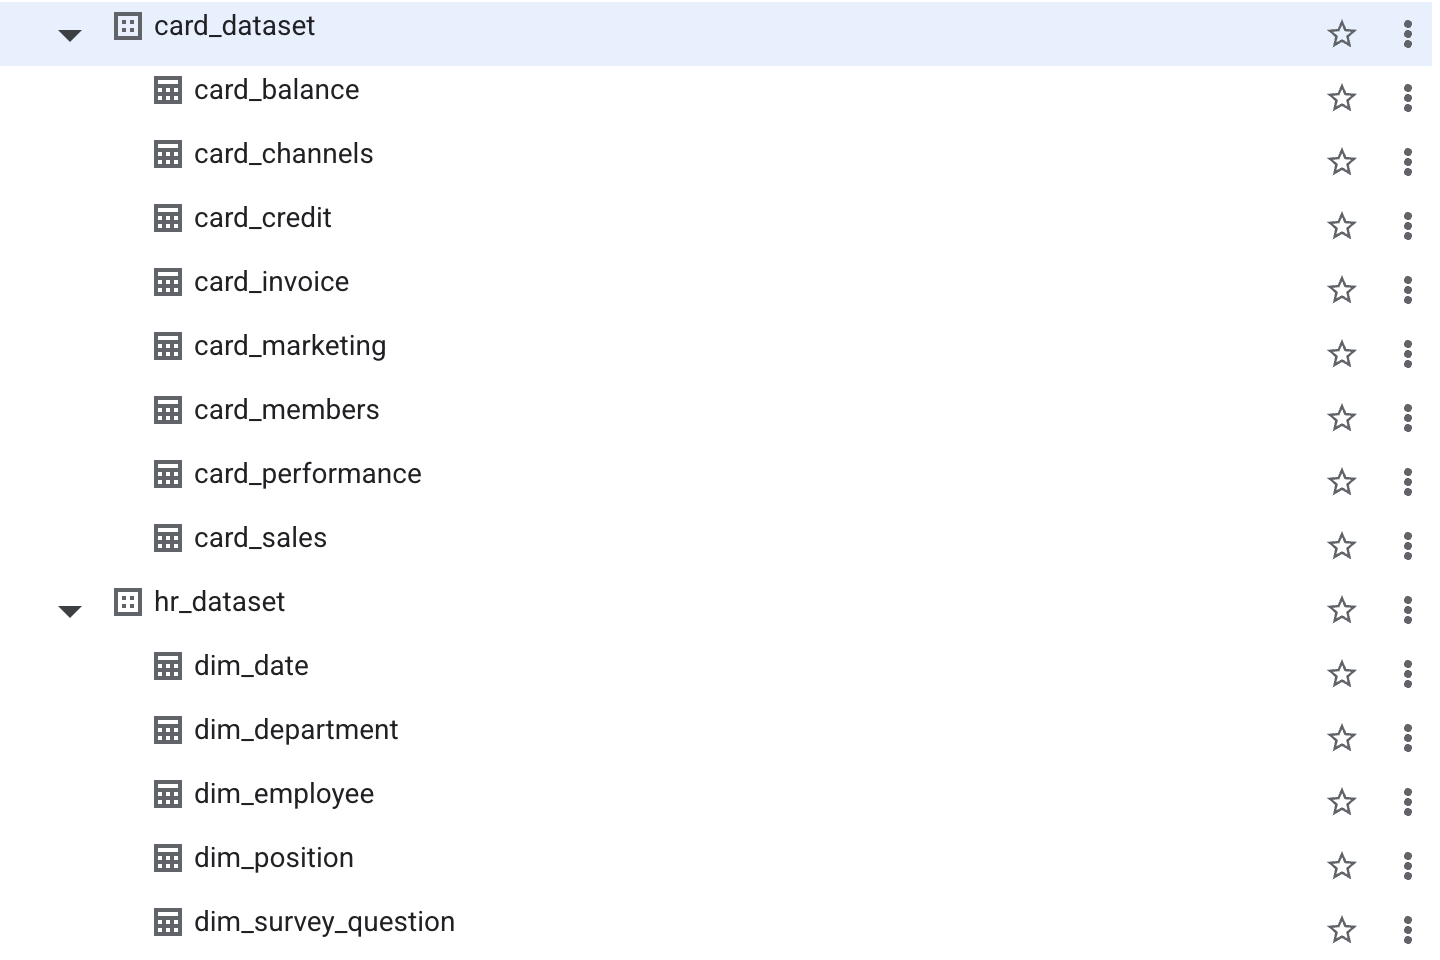 card_dataset
card_balance
card_channels
card_credit
card_invoice
card_marketing
card_members
card_performance
card_sales
hr_dataset
dim_date
dim_department
dim_employee
dim_position
dim_survey_question